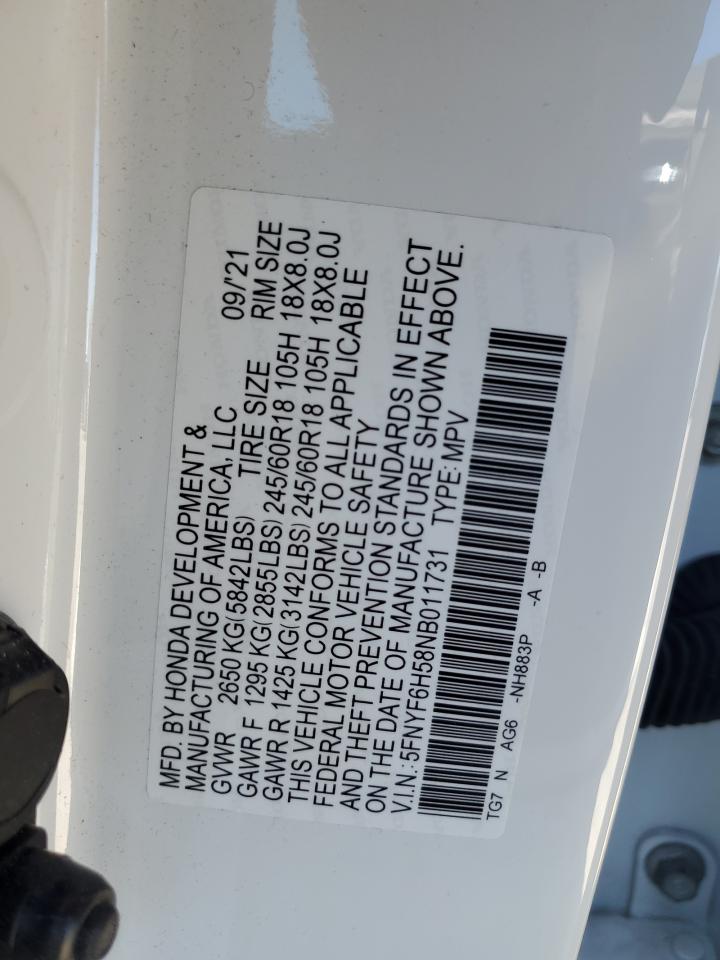 MFD. BY HONDA DEVELOPMENT &
MANUFACTURING OF AMERICA, LLC 09/'21
GVWR 2650 KG(5842LBS) TIRE SIZE RIM SIZE
GAWR F 1295 KG(2855LBS) 245/60R18 105H 18X8.0J
GAWR R 1425 KG(3142LBS) 245/60R18 105H 18X8.0J
THIS VEHICLE CONFORMS TO ALL APPLICABLE
FEDERAL MOTOR VEHICLE SAFETY
AND THEFT PREVENTION STANDARDS IN EFFECT
ON THE DATE OF MANUFACTURE SHOWN ABOVE.
V.I.N.:5FNYF6H58NB011731 TYPE: MPV
TG7 N AG6 -NH883P -A -B